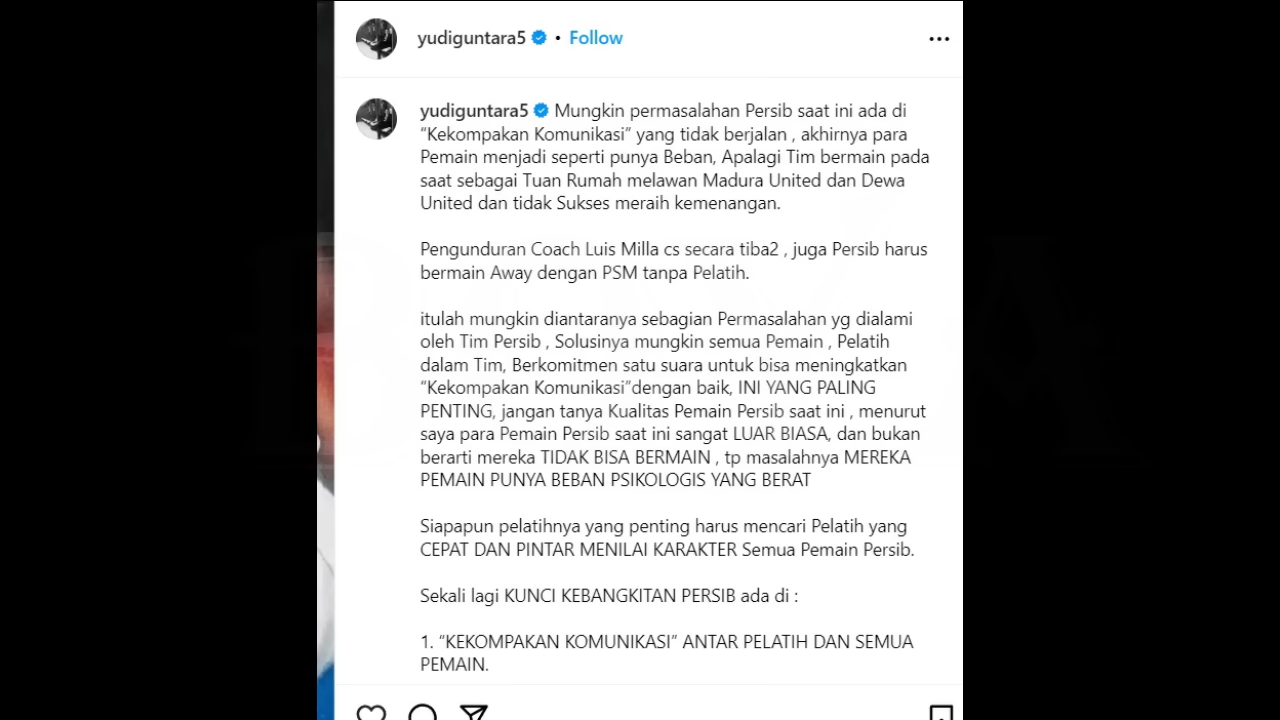 yudiguntara5 • Follow
yudiguntara5 Mungkin permasalahan Persib saat ini ada di
“Kekompakan Komunikasi” yang tidak berjalan , akhirnya para
Pemain menjadi seperti punya Beban, Apalagi Tim bermain pada
saat sebagai Tuan Rumah melawan Madura United dan Dewa
United dan tidak Sukses meraih kemenangan.
Pengunduran Coach Luis Milla cs secara tiba2 , juga Persib harus
bermain Away dengan PSM tanpa Pelatih.
itulah mungkin diantaranya sebagian Permasalahan yg dialami
oleh Tim Persib , Solusinya mungkin semua Pemain , Pelatih
dalam Tim, Berkomitmen satu suara untuk bisa meningkatkan
“Kekompakan Komunikasi”dengan baik, INI YANG PALING
PENTING, jangan tanya Kualitas Pemain Persib saat ini , menurut
saya para Pemain Persib saat ini sangat LUAR BIASA, dan bukan
berarti mereka TIDAK BISA BERMAIN , tp masalahnya MEREKA
PEMAIN PUNYA BEBAN PSIKOLOGIS YANG BERAT
Siapapun pelatihnya yang penting harus mencari Pelatih yang
CEPAT DAN PINTAR MENILAI KARAKTER Semua Pemain Persib.
Sekali lagi KUNCI KEBANGKITAN PERSIB ada di :
1. “KEKOMPAKAN KOMUNIKASI” ANTAR PELATIH DAN SEMUA
PEMAIN.